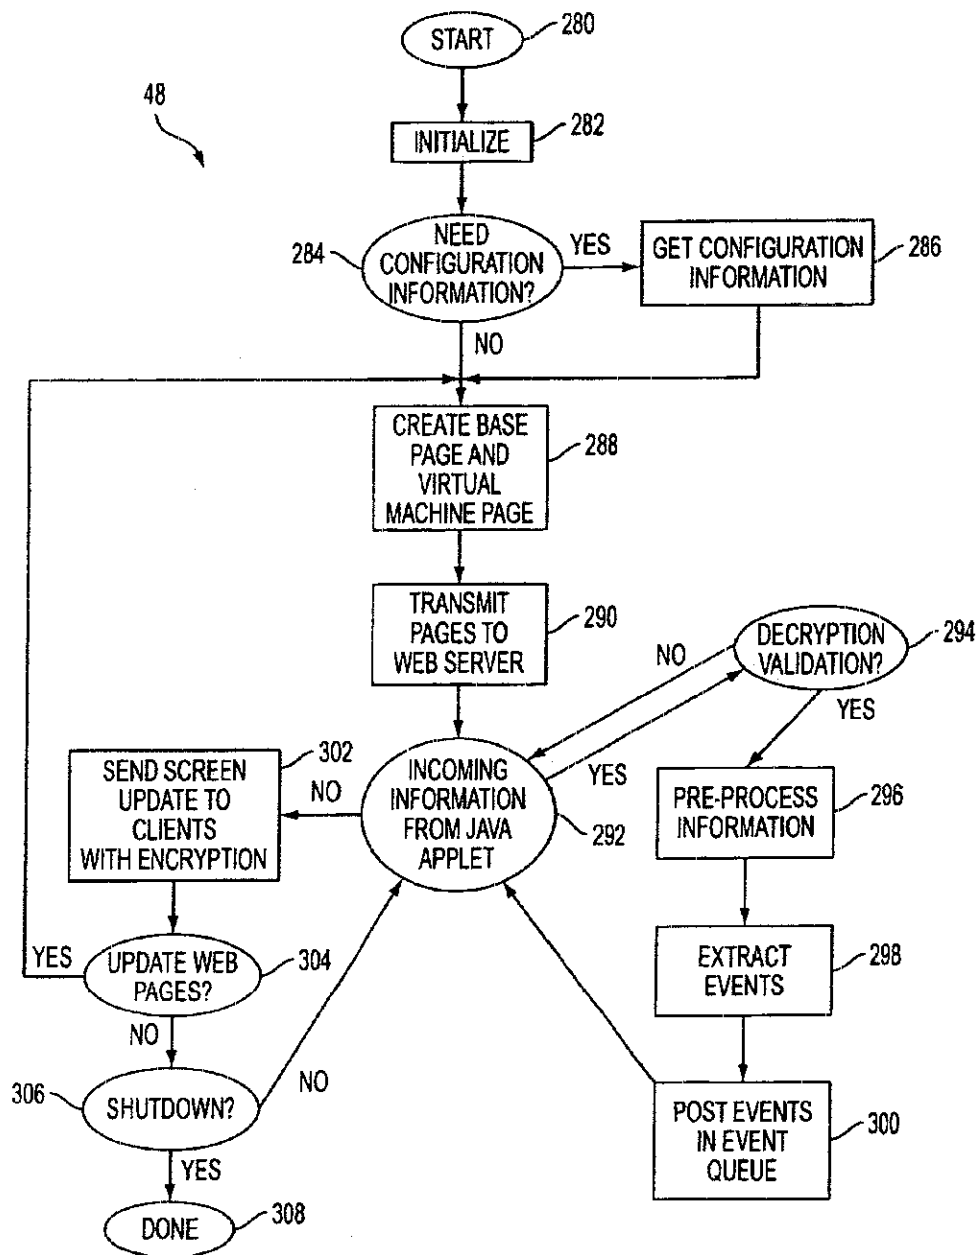 START
280
48
INITIALIZE
282
284
NEED
CONFIGURATION
INFORMATION?
YES
GET CONFIGURATION
INFORMATION
286
NO
CREATE BASE
PAGE AND
VIRTUAL
MACHINE PAGE
288
TRANSMIT
PAGES TO
WEB SERVER
290
DECRYPTION
VALIDATION?
294
NO
YES
YES
302
SEND SCREEN
UPDATE TO
CLIENTS
WITH ENCRYPTION
NO
INCOMING
INFORMATION
FROM JAVA
APPLET
292
PRE-PROCESS
INFORMATION
296
YES
UPDATE WEB
PAGES?
304
EXTRACT
EVENTS
298
NO
306
SHUTDOWN?
NO
POST EVENTS
IN EVENT
QUEUE
300
YES
DONE
308